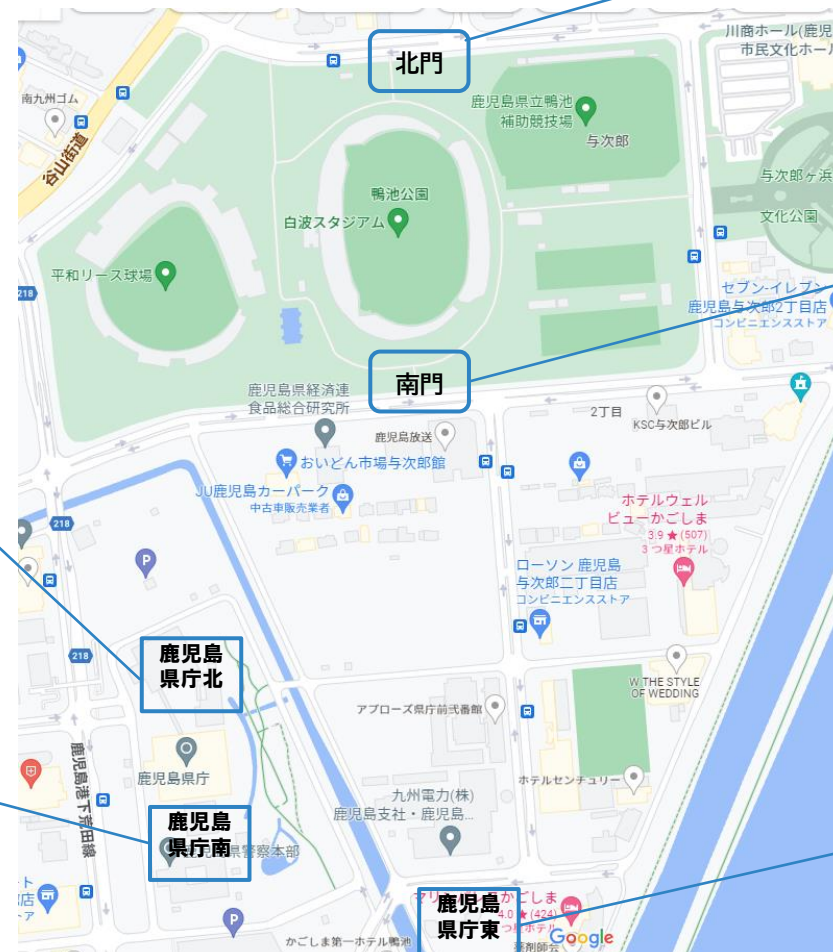 北門
川商ホール(鹿児
市民文化ホール
南九州ゴム
谷山街道
鹿児島県立鴨池
補助競技場
与次郎
鴨池公園
白波スタジアム
与次郎ヶ浜
文化公園
平和リース球場
218
セブン-イレブン
鹿児島与次郎2丁目店
コンビニエンスストア
南門
鹿児島県経済連
食品総合研究所
2丁目
KSC与次郎ビル
鹿児島放送
おいどん市場与次郎館
JU鹿児島カーパーク
中古車販売業者
ホテルウェル
ビューかごしま
3.9 ★ (507)
3 つ星ホテル
218
P
ローソン 鹿児島
与次郎二丁目店
コンビニエンスストア
鹿児島
県庁北
218
W THE STYLE
OF WEDDING
アプローズ県庁前弐番館
鹿児島港下荒田線
鹿児島県庁
ホテルセンチュリー
九州電力(株)
鹿児島支社・鹿児島...
鹿児島
県庁南
県警察本部
ト
店
ア
P
鹿児島
県庁東
4.0 ★ (424)
かごしま第一ホテル鴨池
薬剤師会
Google